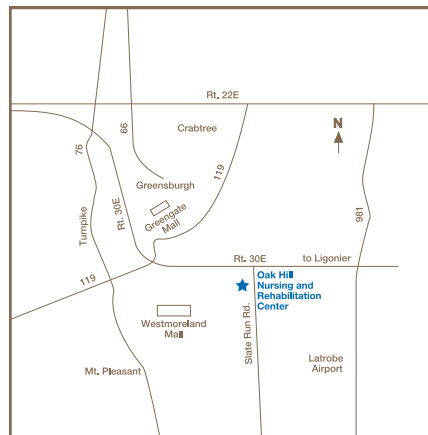 Rt. 22E
66
Crabtree
N
76
119
Greensburgh
Greengate
Mall
Rt. 30E
Turnpike
981
Rt. 30E
to Ligonier
Oak Hill
Nursing and
Rehabilitation
Center
119
Westmoreland
Mall
Slate Run Rd.
Mt. Pleasant
Latrobe
Airport